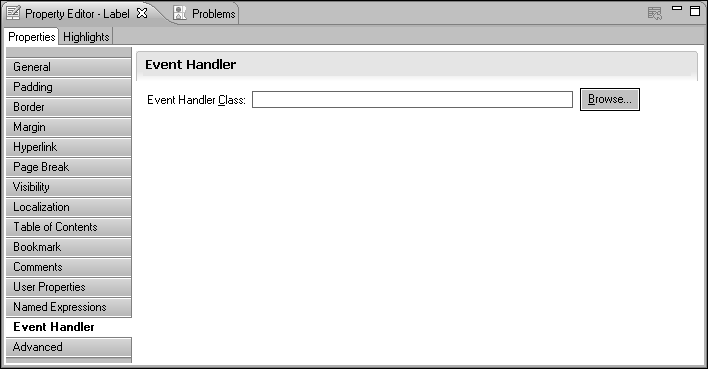 Property Editor - Label Problems
Properties Highlights
General
Padding
Border
Margin
Hyperlink
Page Break
Visibility
Localization
Table of Contents
Bookmark
Comments
User Properties
Named Expressions
Event Handler
Advanced
Event Handler
Event Handler Class: Browse...